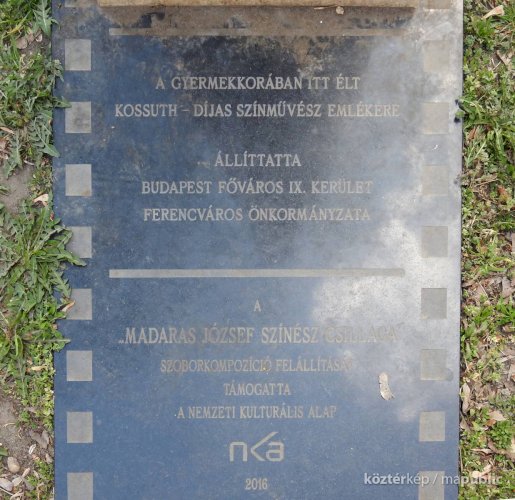 A GYERMEKKORÁBAN ITT ÉLT
KOSSUTH – DÍJAS SZÍNMŰVÉSZ EMLÉKÉRE
ÁLLÍTTATTA
BUDAPEST FŐVÁROS IX. KERÜLET
FERENCVÁROS ÖNKORMÁNYZATA
A
„MADARAS JÓZSEF SZÍNÉSZ CSILLAGA”
SZOBORKOMPOZÍCIÓ FELÁLLÍTÁSÁT
TÁMOGATTA
A NEMZETI KULTURÁLIS ALAP
nka
2016
köztérkép / mapublic